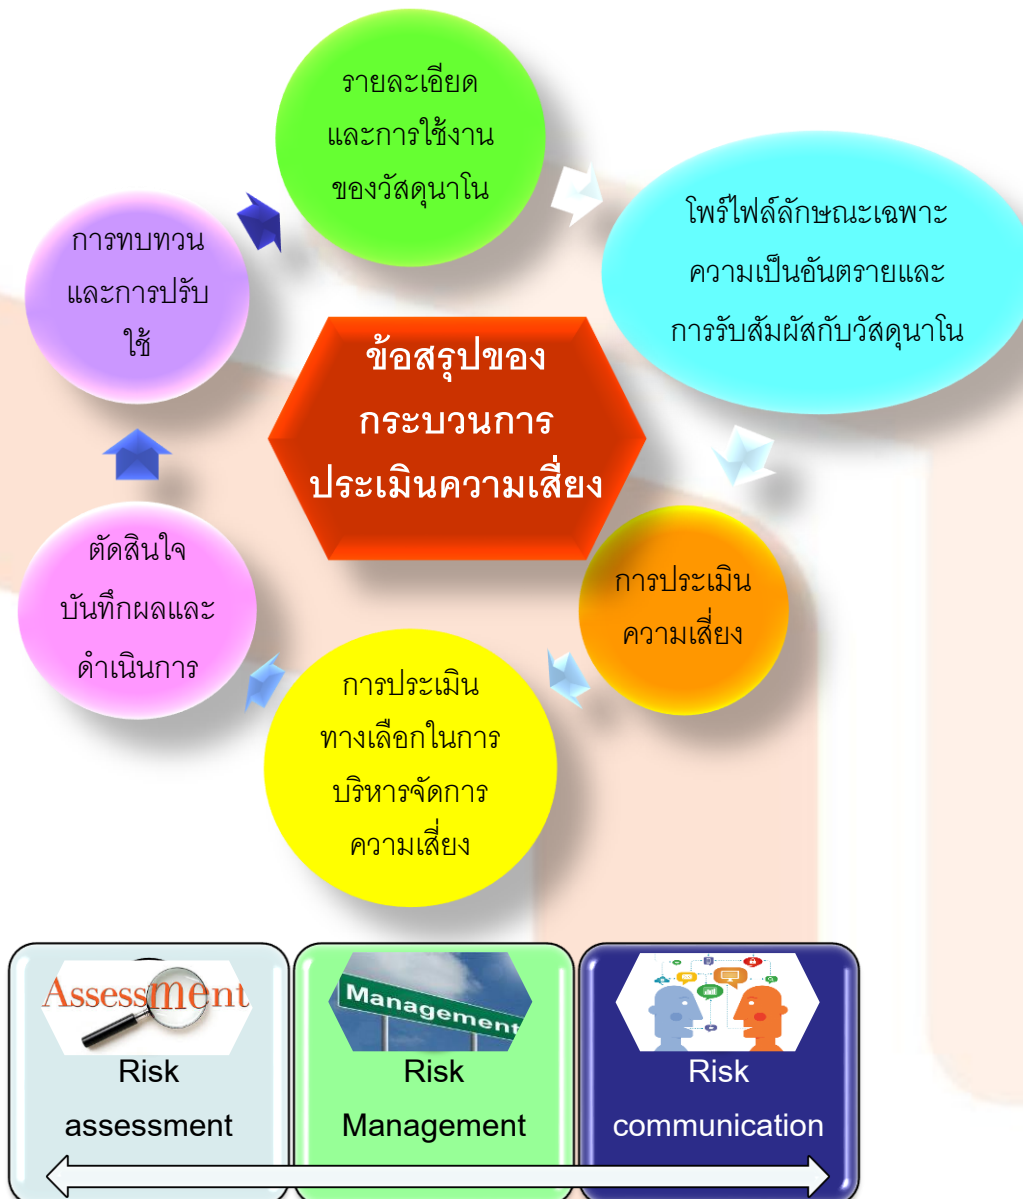 รายละเอียด
และการใช้งาน
ของวัสดุนาโน
โพร์ไฟล์ลักษณะเฉพาะ
ความเป็นอันตรายและ
การรับสัมผัสกับวัสดุนาโน
การทบทวน
และการปรับ
ใช้
ข้อสรุปของ
กระบวนการ
ประเมินความเสี่ยง
ตัดสินใจ
บันทึกผลและ
ดำเนินการ
การประเมิน
ความเสี่ยง
การประเมิน
ทางเลือกในการ
บริหารจัดการ
ความเสี่ยง
Assessment
Risk
assessment
Management
Risk
Management
Risk
communication